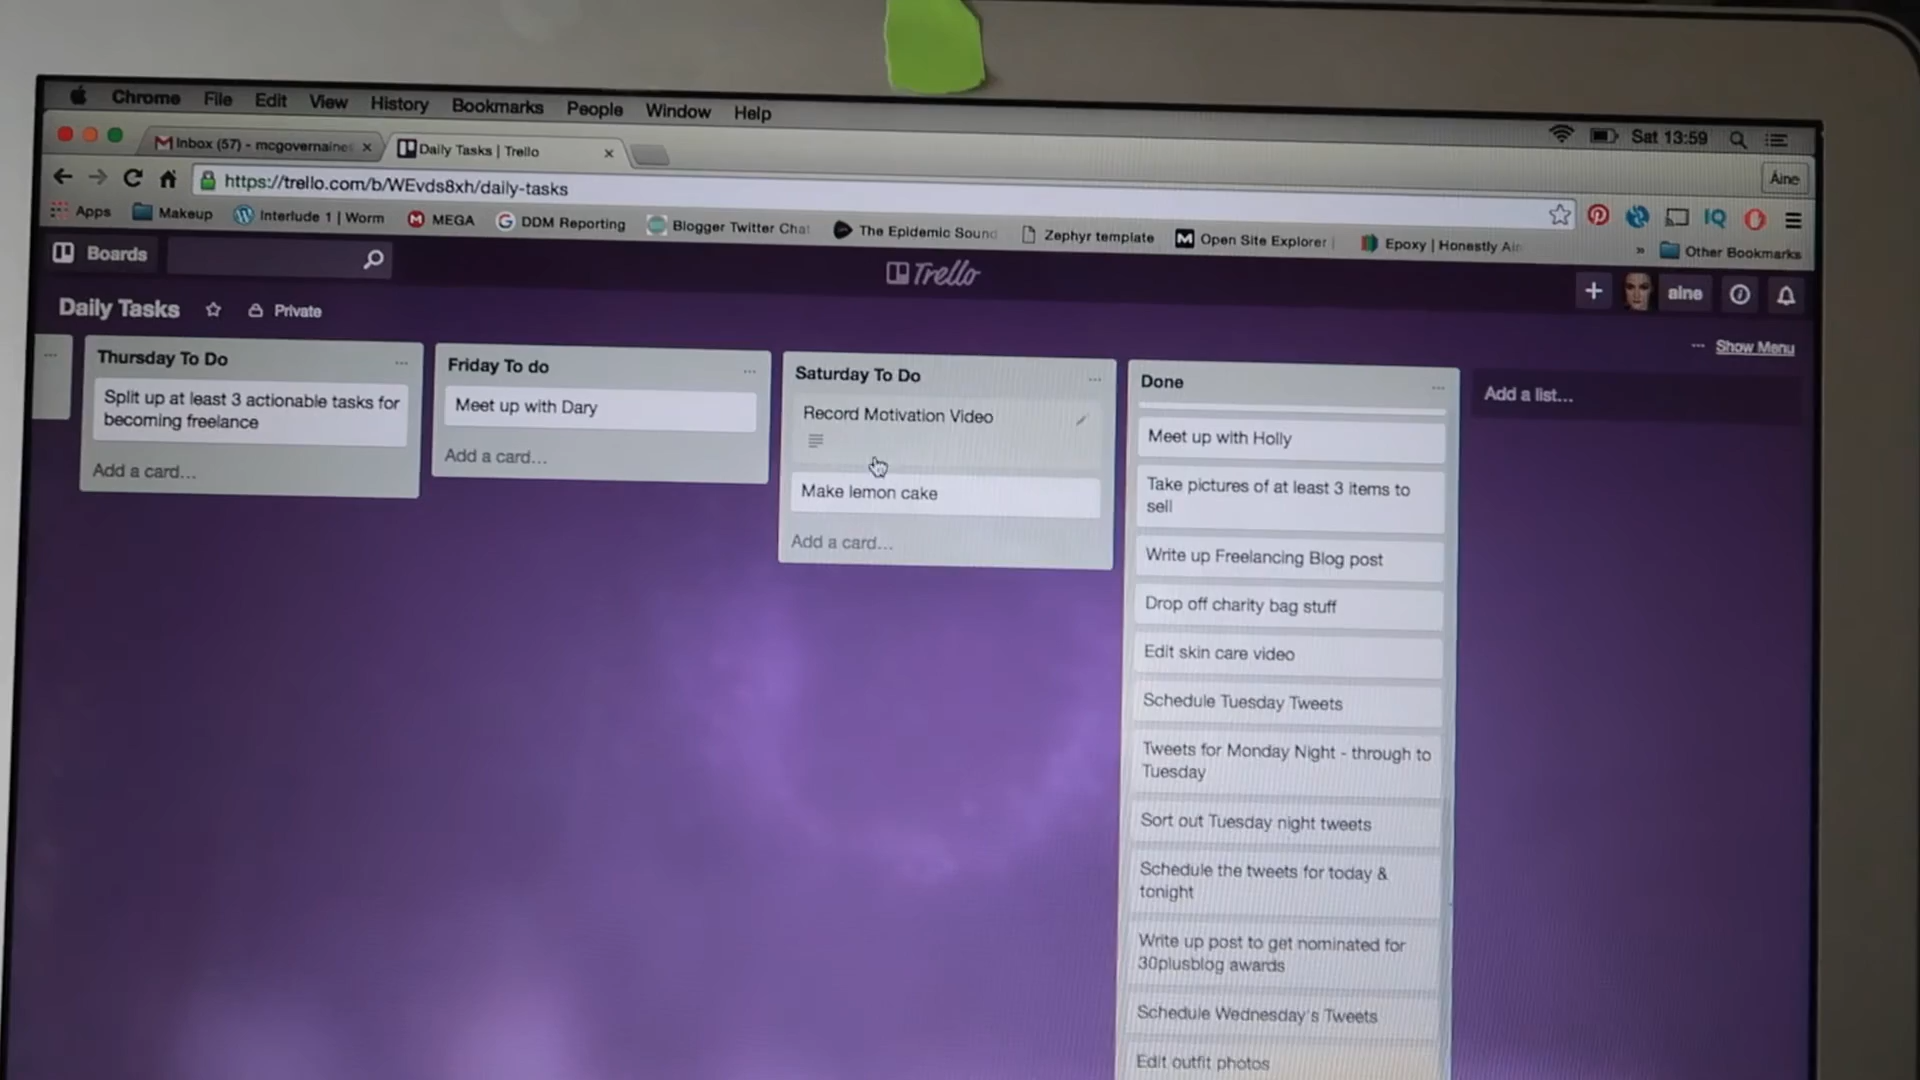 Chrome File Edit View History Bookmarks People Window Help
Sat 13:59
Inbox (57) - mcgovernaine
Daily Tasks | Trello
https://trello.com/b/WEvds8xh/daily-tasks
Áine
Apps Makeup Interlude 1 | Worm MEGA DDM Reporting Blogger Twitter Chat The Epidemic Sound Zephyr template Open Site Explorer | Epoxy | Honestly Ain » Other Bookmarks
IQ
Boards
Trello
aine
Daily Tasks
Private
Show Menu
Thursday To Do
Split up at least 3 actionable tasks for
becoming freelance
Add a card...
Friday To do
Meet up with Dary
Add a card...
Saturday To Do
Record Motivation Video
Make lemon cake
Add a card...
Done
Meet up with Holly
Take pictures of at least 3 items to
sell
Write up Freelancing Blog post
Drop off charity bag stuff
Edit skin care video
Schedule Tuesday Tweets
Tweets for Monday Night - through to
Tuesday
Sort out Tuesday night tweets
Schedule the tweets for today &
tonight
Write up post to get nominated for
30plusblog awards
Schedule Wednesday's Tweets
Edit outfit photos
Add a list...